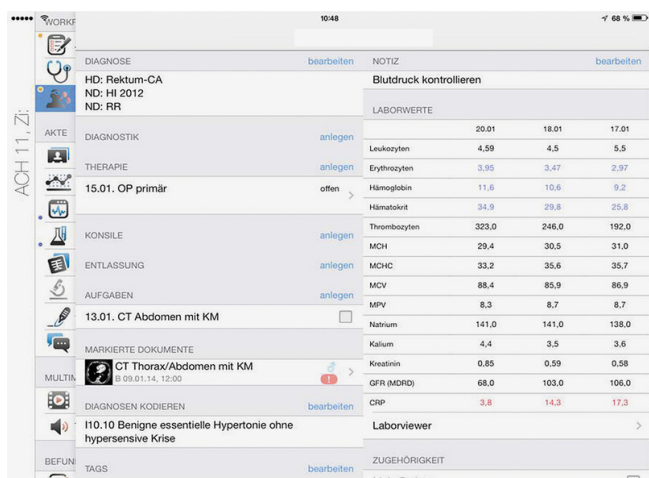 10:48
68 %
WORKF
ACH 11, Zi:
AKTE
MULTIM
BEFUN
DIAGNOSE bearbeiten
HD: Rektum-CA
ND: HI 2012
ND: RR
DIAGNOSTIK anlegen
THERAPIE anlegen
15.01. OP primär offen
KONSILE anlegen
ENTLASSUNG anlegen
AUFGABEN anlegen
13.01. CT Abdomen mit KM
MARKIERTE DOKUMENTE
CT Thorax/Abdomen mit KM
B 09.01.14, 12:00
DIAGNOSEN KODIEREN bearbeiten
I10.10 Benigne essentielle Hypertonie ohne
hypersensive Krise
TAGS bearbeiten
NOTIZ bearbeiten
Blutdruck kontrollieren
LABORWERTE
20.01 18.01 17.01
Leukozyten 4,59 4,5 5,5
Erythrozyten 3,95 3,47 2,97
Hämoglobin 11,6 10,6 9,2
Hämatokrit 34,9 29,8 25,8
Thrombozyten 323,0 246,0 192,0
MCH 29,4 30,5 31,0
MCHC 33,2 35,6 35,7
MCV 88,4 85,9 86,9
MPV 8,3 8,7 8,7
Natrium 141,0 141,0 138,0
Kalium 4,4 3,5 3,6
Kreatinin 0,85 0,59 0,58
GFR (MDRD) 68,0 103,0 106,0
CRP 3,8 14,3 17,3
Laborviewer
ZUGEHÖRIGKEIT